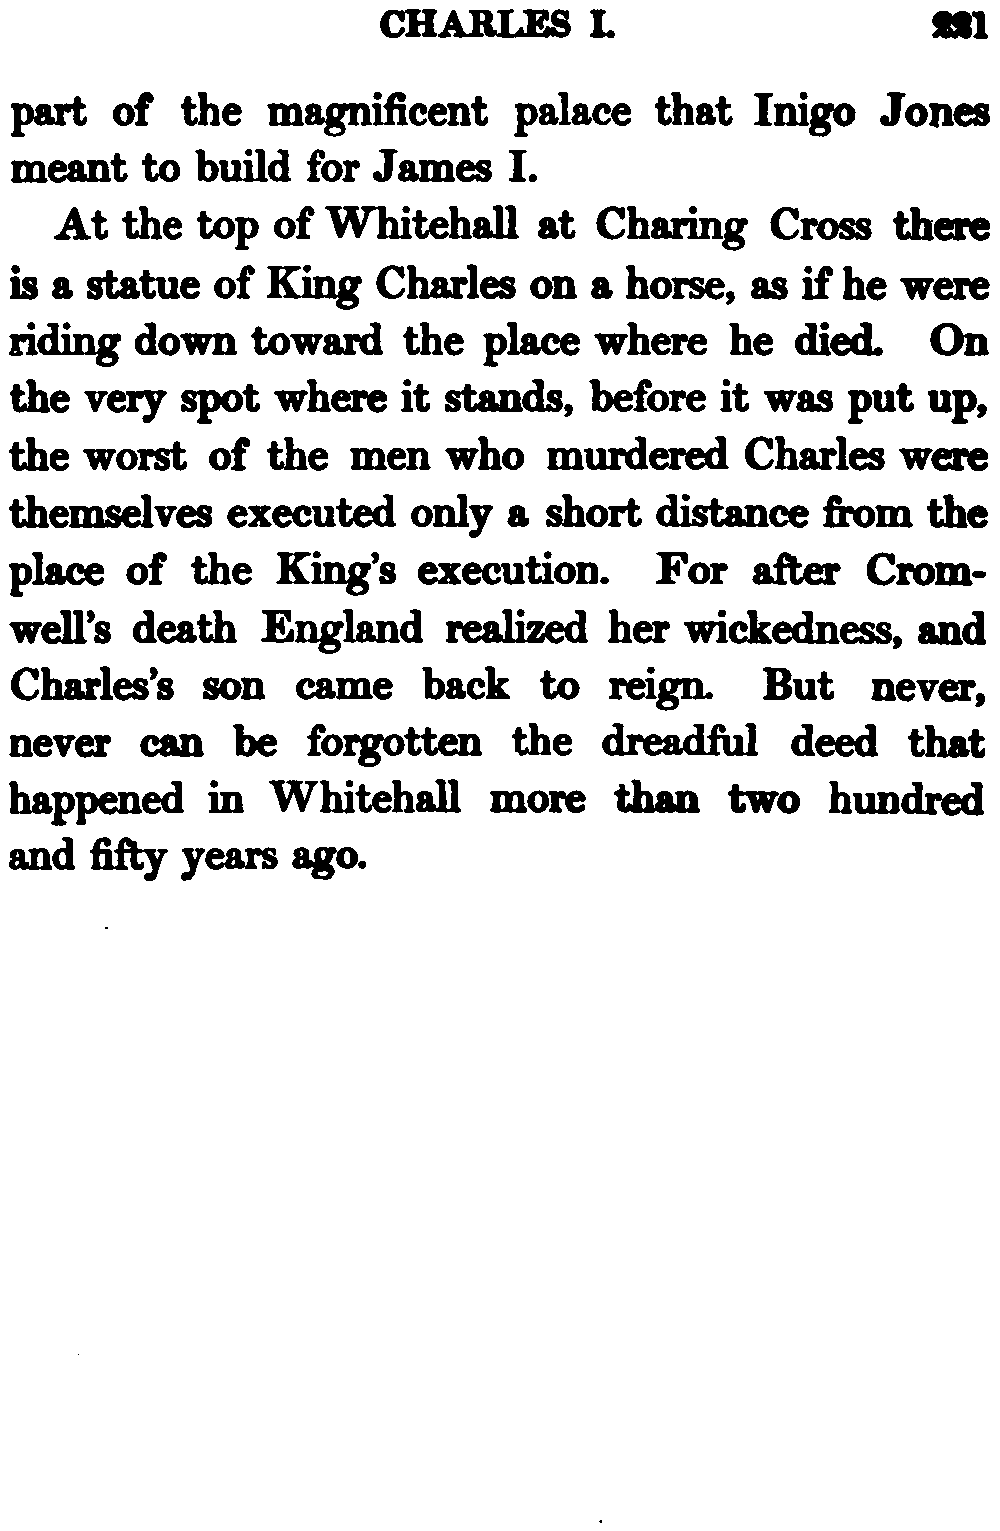 CHARLES I. 221
part of the magnificent palace that Inigo Jones
meant to build for James I.
At the top of Whitehall at Charing Cross there
is a statue of King Charles on a horse, as if he were
riding down toward the place where he died. On
the very spot where it stands, before it was put up,
the worst of the men who murdered Charles were
themselves executed only a short distance from the
place of the King's execution. For after Crom-
well's death England realized her wickedness, and
Charles's son came back to reign. But never,
never can be forgotten the dreadful deed that
happened in Whitehall more than two hundred
and fifty years ago.